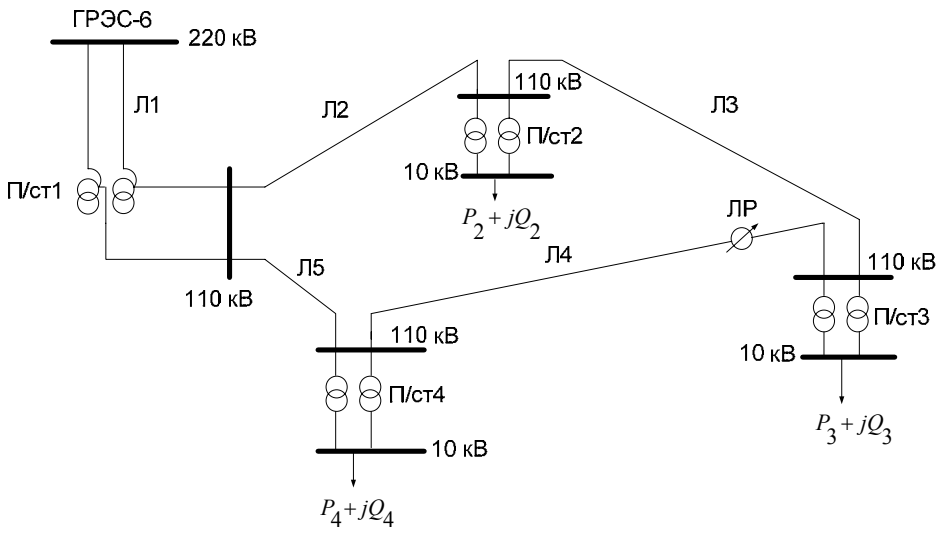 ГРЭС-6
220 кВ
Л1
Л2
Л3
110 кВ
П/ст2
10 кВ
P2 + jQ2
П/ст1
ЛР
Л4
Л5
110 кВ
110 кВ
П/ст3
10 кВ
P3 + jQ3
110 кВ
П/ст4
10 кВ
P4 + jQ4